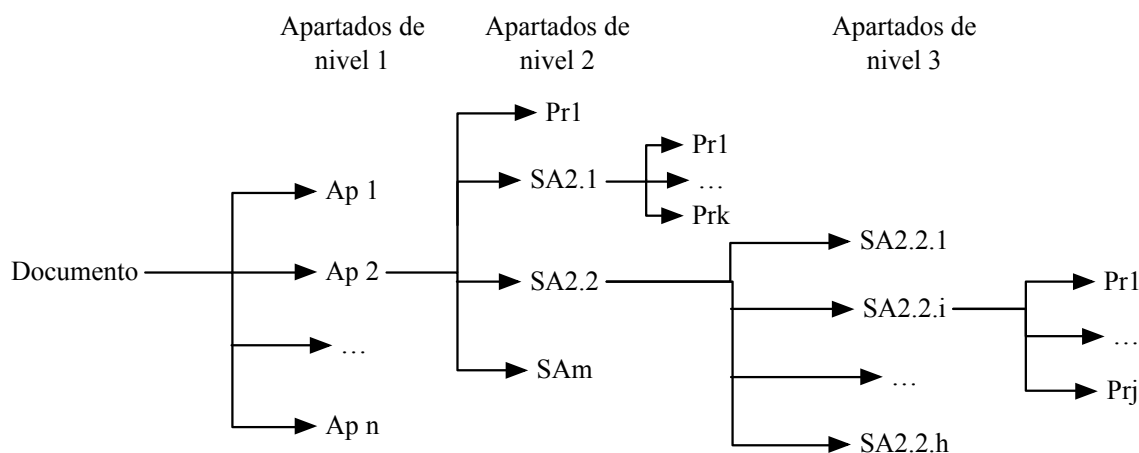 Apartados de
nivel 1
Apartados de
nivel 2
Apartados de
nivel 3
Pr1
Pr1
SA2.1
…
Ap 1
Prk
SA2.2.1
Documento
Ap 2
SA2.2
Pr1
SA2.2.i
…
…
SAm
…
Prj
Ap n
SA2.2.h